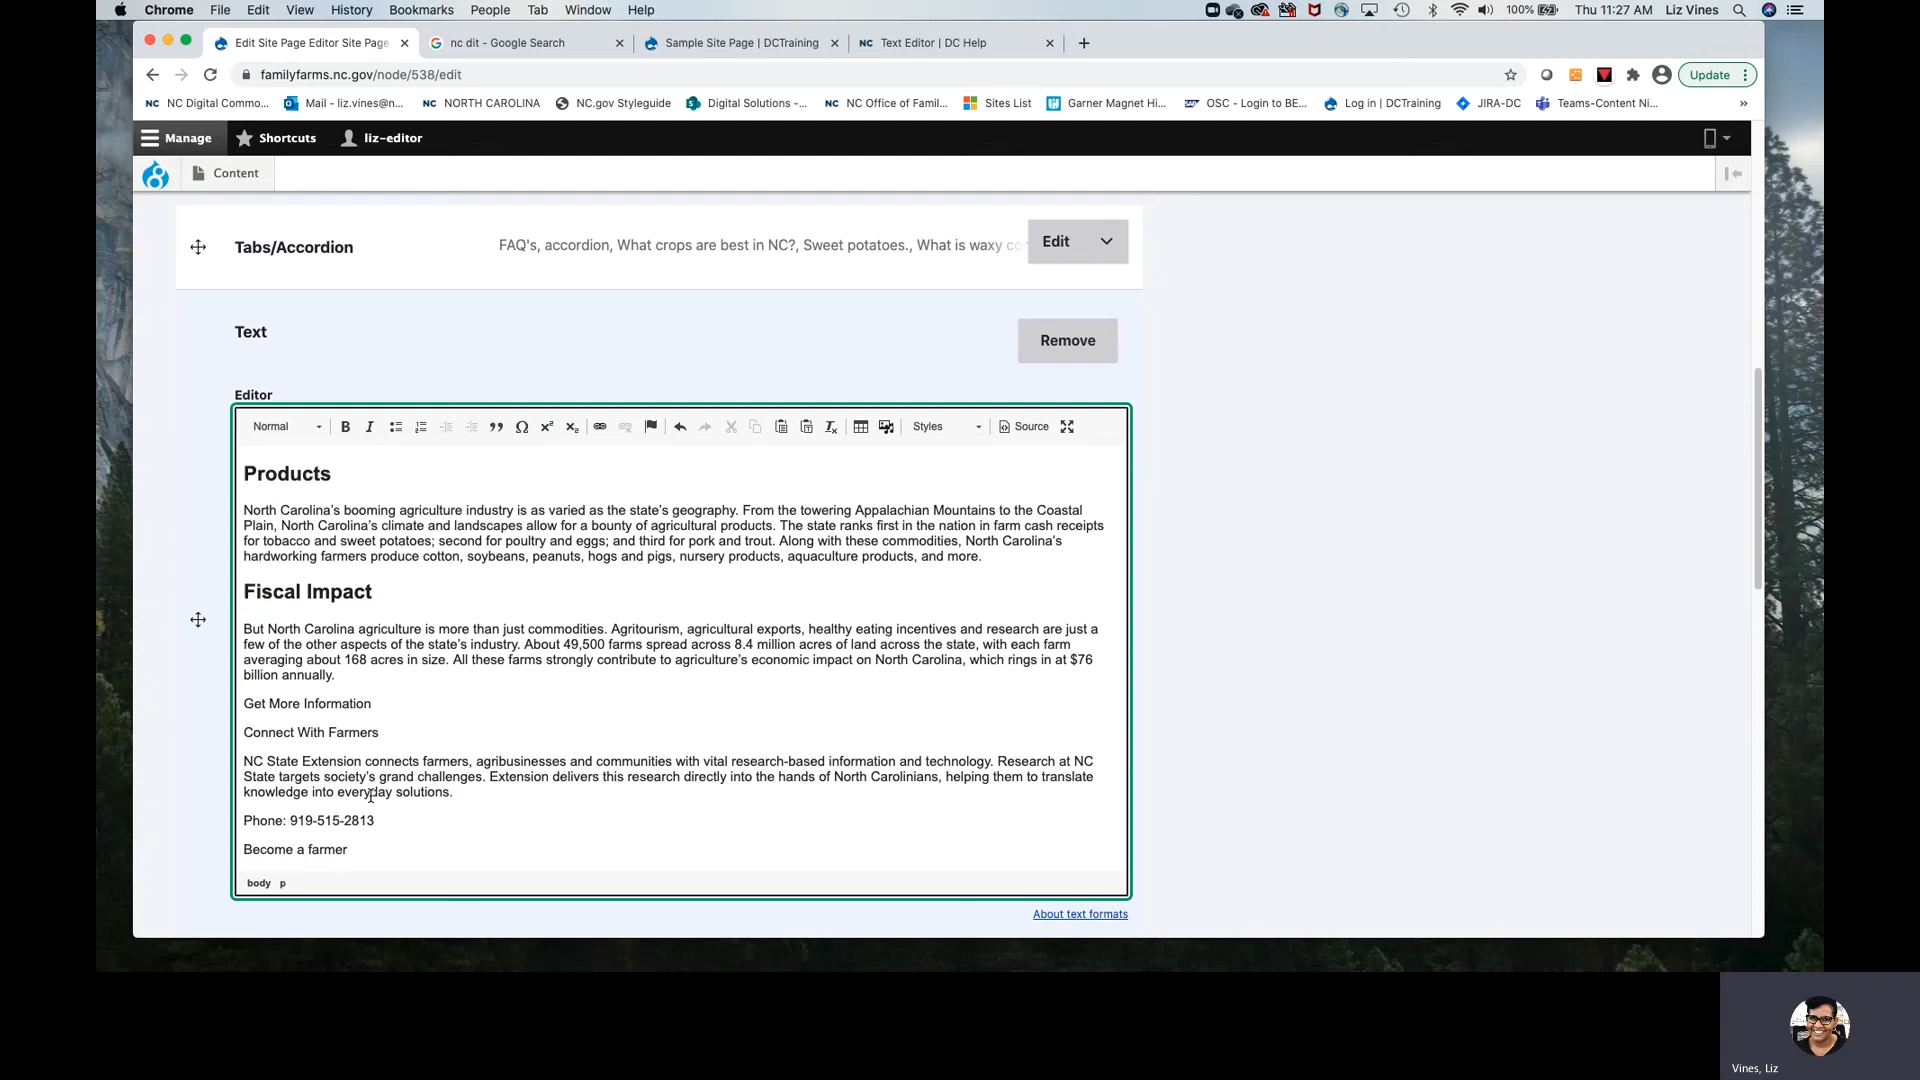 Chrome File Edit View History Bookmarks People Tab Window Help 100% Thu 11:27 AM Liz Vines
Edit Site Page Editor Site Page nc dit - Google Search Sample Site Page | DCTraining NC Text Editor | DC Help
familyfarms.nc.gov/node/538/edit Update
NC NC Digital Commo... Mail - liz.vines@n... NC NORTH CAROLINA NC.gov Styleguide Digital Solutions -... NC NC Office of Famil... Sites List Garner Magnet Hi... SAP OSC - Login to BE... Log in | DCTraining JIRA-DC Teams-Content Ni... »
Manage Shortcuts liz-editor
Content
Tabs/Accordion FAQ's, accordion, What crops are best in NC?, Sweet potatoes., What is waxy co Edit
Text Remove
Editor
Normal B I Ω x² x₂ Styles Source
Products
North Carolina’s booming agriculture industry is as varied as the state’s geography. From the towering Appalachian Mountains to the Coastal
Plain, North Carolina’s climate and landscapes allow for a bounty of agricultural products. The state ranks first in the nation in farm cash receipts
for tobacco and sweet potatoes; second for poultry and eggs; and third for pork and trout. Along with these commodities, North Carolina’s
hardworking farmers produce cotton, soybeans, peanuts, hogs and pigs, nursery products, aquaculture products, and more.
Fiscal Impact
But North Carolina agriculture is more than just commodities. Agritourism, agricultural exports, healthy eating incentives and research are just a
few of the other aspects of the state’s industry. About 49,500 farms spread across 8.4 million acres of land across the state, with each farm
averaging about 168 acres in size. All these farms strongly contribute to agriculture’s economic impact on North Carolina, which rings in at $76
billion annually.
Get More Information
Connect With Farmers
NC State Extension connects farmers, agribusinesses and communities with vital research-based information and technology. Research at NC
State targets society’s grand challenges. Extension delivers this research directly into the hands of North Carolinians, helping them to translate
knowledge into everyday solutions.
Phone: 919-515-2813
Become a farmer
body p
About text formats
Vines, Liz